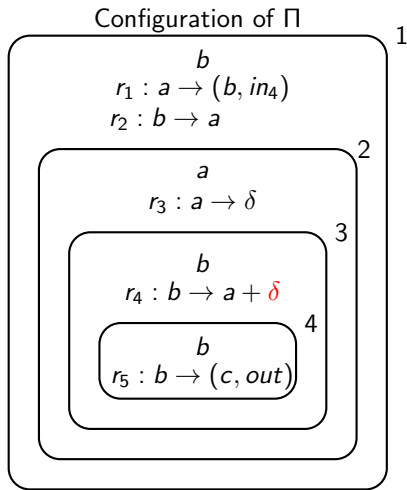 Configuration of Π
1
b
r₁ : a → (b, in₄)
r₂ : b → a
2
a
r₃ : a → δ
3
b
r₄ : b → a + δ
4
b
r₅ : b → (c, out)